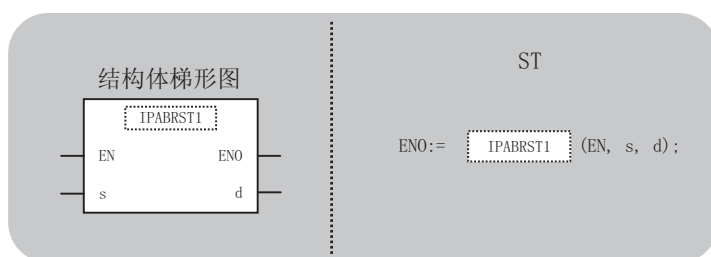 结构体梯形图
IPABRST1
EN ENO
s d
ST
ENO:= IPABRST1 (EN, s, d);